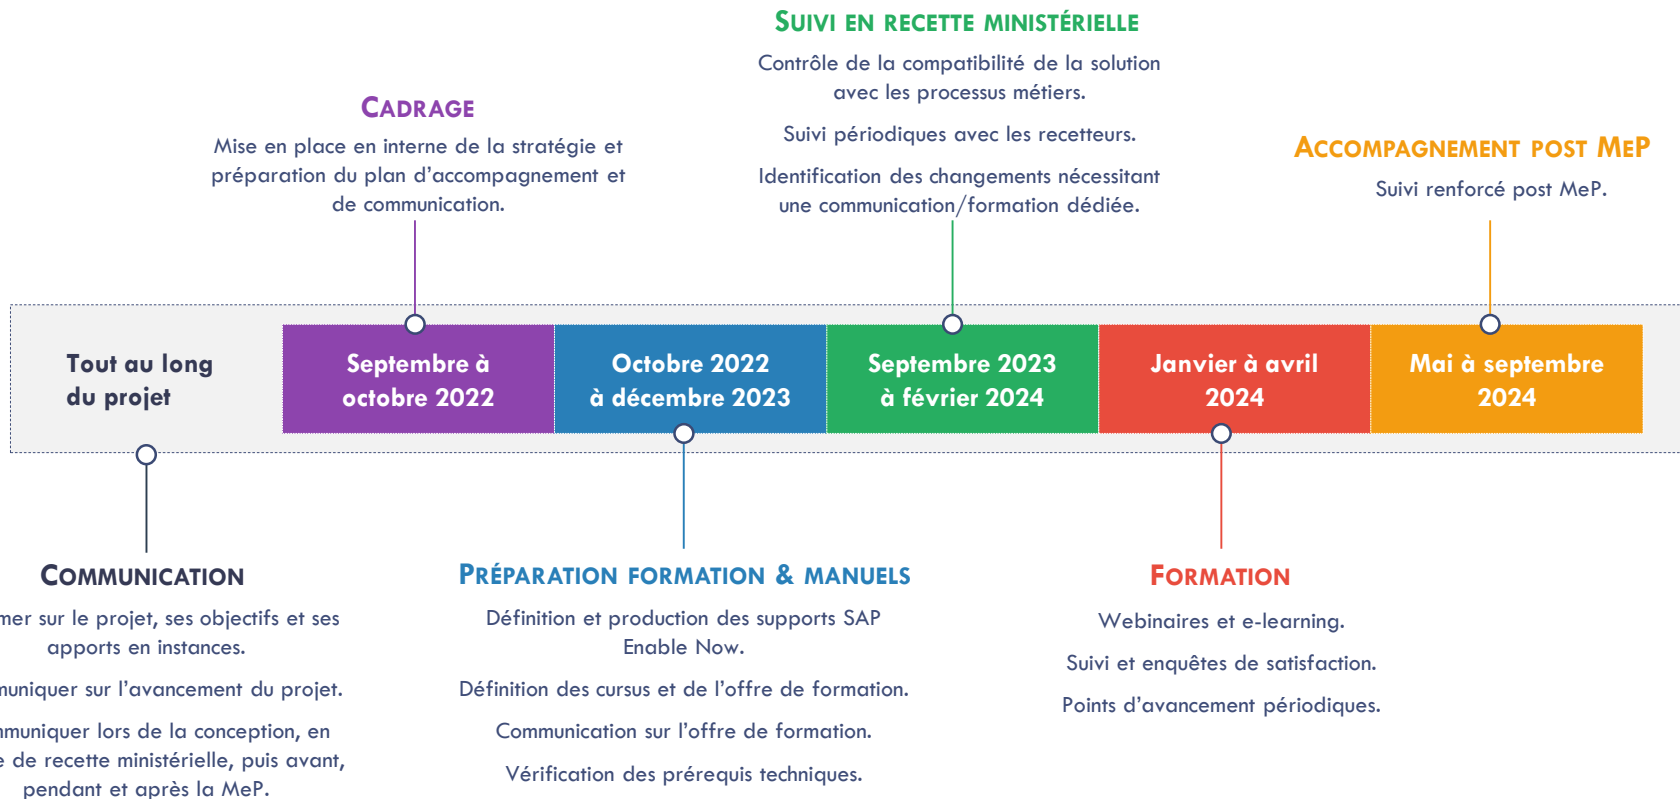 SUIVI EN RECETTE MINISTÉRIELLE
Contrôle de la compatibilité de la solution
avec les processus métiers.
Suivi périodiques avec les recetteurs.
Identification des changements nécessitant
une communication/formation dédiée.
CADRAGE
Mise en place en interne de la stratégie et
préparation du plan d’accompagnement et
de communication.
ACCOMPAGNEMENT POST MEP
Suivi renforcé post MeP.
Tout au long
du projet
Septembre à
octobre 2022
Octobre 2022
à décembre 2023
Septembre 2023
à février 2024
Janvier à avril
2024
Mai à septembre
2024
COMMUNICATION
sur le projet, ses objectifs et ses
apports en instances.
sur l’avancement du projet.
lors de la conception, en
de recette ministérielle, puis avant,
pendant et après la MeP.
PRÉPARATION FORMATION & MANUELS
Définition et production des supports SAP
Enable Now.
Définition des cursus et de l’offre de formation.
Communication sur l’offre de formation.
Vérification des prérequis techniques.
FORMATION
Webinaires et e-learning.
Suivi et enquêtes de satisfaction.
Points d’avancement périodiques.